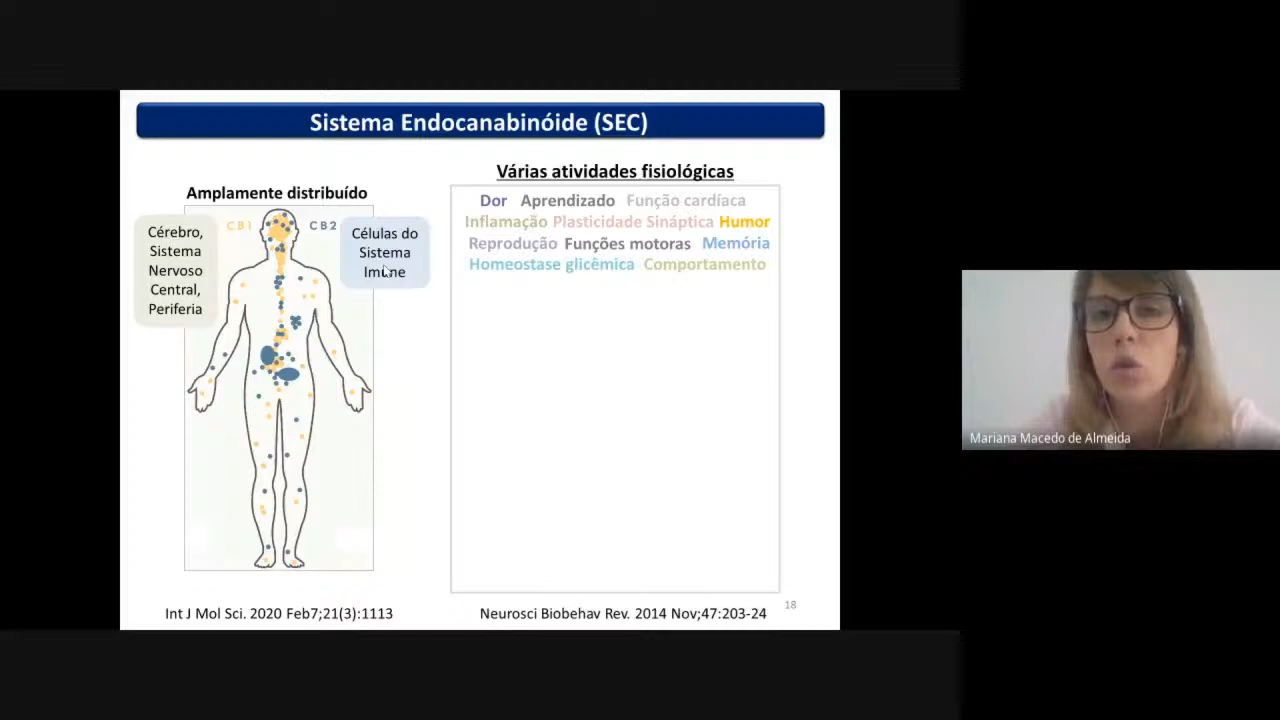 Sistema Endocanabinóide (SEC)
Amplamente distribuído
CB1
CB2
Cérebro,
Sistema
Nervoso
Central,
Periferia
Células do
Sistema
Imune
Int J Mol Sci. 2020 Feb7;21(3):1113
Várias atividades fisiológicas
Dor Aprendizado Função cardíaca
Inflamação Plasticidade Sináptica Humor
Reprodução Funções motoras Memória
Homeostase glicêmica Comportamento
Neurosci Biobehav Rev. 2014 Nov;47:203-24
18
Mariana Macedo de Almeida